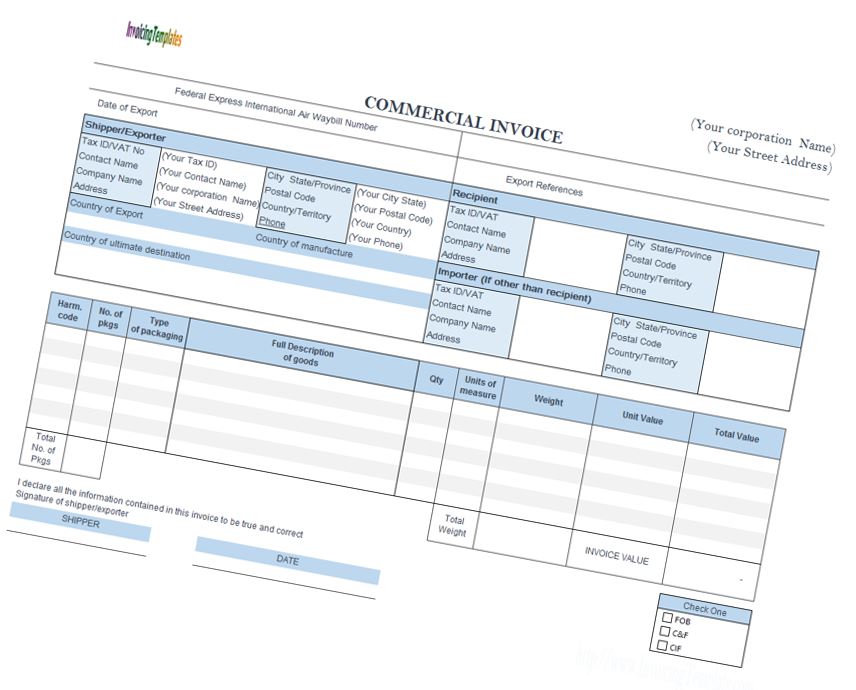 InvoicingTemplates
COMMERCIAL INVOICE
(Your corporation Name)
(Your Street Address)
Federal Express International Air Waybill Number
Date of Export
Export References
Shipper/Exporter
Tax ID/VAT No (Your Tax ID) City State/Province (Your City State)
Contact Name (Your Contact Name) Postal Code (Your Postal Code)
Company Name (Your corporation Name) Country/Territory (Your Country)
Address (Your Street Address) Phone (Your Phone)
Country of Export
Country of manufacture
Country of ultimate destination
Recipient
Tax ID/VAT City State/Province
Contact Name Postal Code
Company Name Country/Territory
Address Phone
Importer (If other than recipient)
Tax ID/VAT City State/Province
Contact Name Postal Code
Company Name Country/Territory
Address Phone
Harm. code
No. of pkgs
Type of packaging
Full Description of goods
Qty
Units of measure
Weight
Unit Value
Total Value
Total
No. of
Pkgs
Total
Weight
INVOICE VALUE
-
I declare all the information contained in this invoice to be true and correct
Signature of shipper/exporter
SHIPPER
DATE
Check One
FOB
C&F
CIF